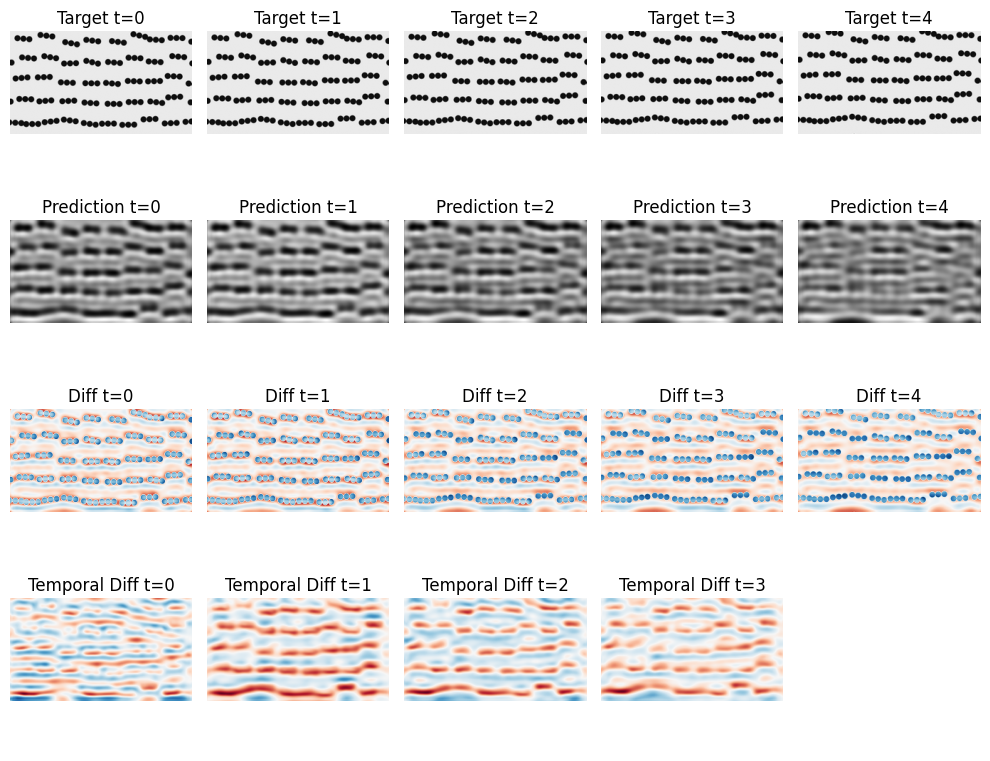 Target t=0 Target t=1 Target t=2 Target t=3 Target t=4
Prediction t=0 Prediction t=1 Prediction t=2 Prediction t=3 Prediction t=4
Diff t=0 Diff t=1 Diff t=2 Diff t=3 Diff t=4
Temporal Diff t=0 Temporal Diff t=1 Temporal Diff t=2 Temporal Diff t=3